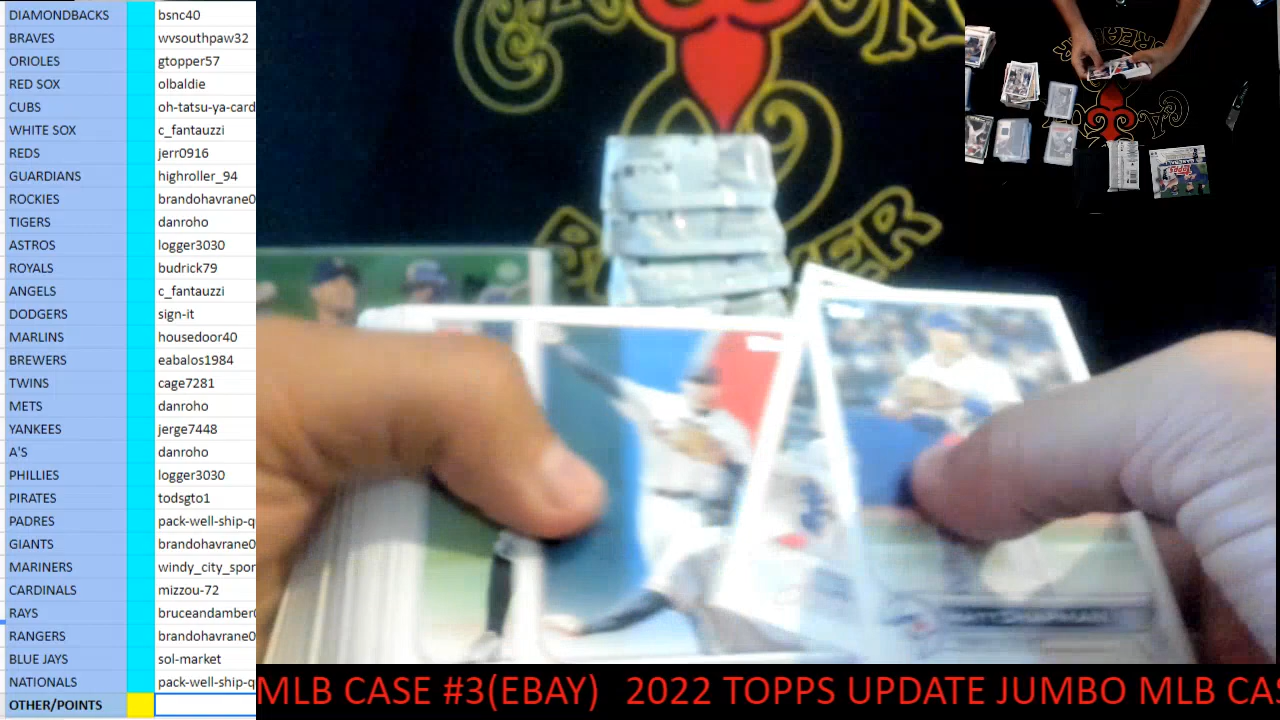 DIAMONDBACKS bsnc40
BRAVES wvsouthpaw32
ORIOLES gtopper57
RED SOX olbaldie
CUBS oh-tatsu-ya-card
WHITE SOX c_fantauzzi
REDS jerr0916
GUARDIANS highroller_94
ROCKIES brandohavrane0
TIGERS danroho
ASTROS logger3030
ROYALS budrick79
ANGELS c_fantauzzi
DODGERS sign-it
MARLINS housedoor40
BREWERS eabalos1984
TWINS cage7281
METS danroho
YANKEES jerge7448
A'S danroho
PHILLIES logger3030
PIRATES todsgto1
PADRES pack-well-ship-q
GIANTS brandohavrane0
MARINERS windy_city_spor
CARDINALS mizzou-72
RAYS bruceandamber
RANGERS brandohavrane0
BLUE JAYS sol-market
NATIONALS pack-well-ship-q
OTHER/POINTS
MLB CASE #3(EBAY) 2022 TOPPS UPDATE JUMBO MLB CA